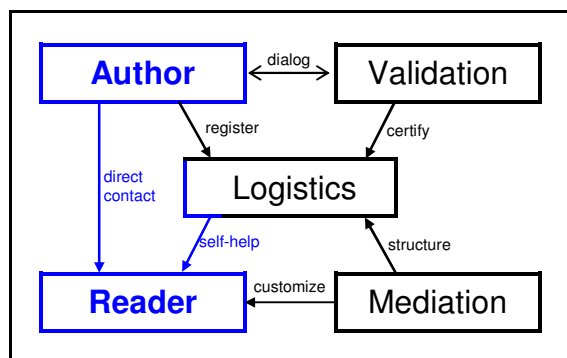 Author
dialog
Validation
register
certify
direct
contact
Logistics
self-help
structure
Reader
customize
Mediation